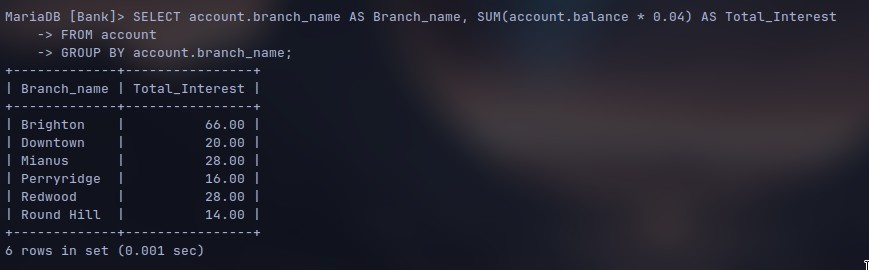 MariaDB [Bank]> SELECT account.branch_name AS Branch_name, SUM(account.balance * 0.04) AS Total_Interest
    -> FROM account
    -> GROUP BY account.branch_name;
+-------------+----------------+
| Branch_name | Total_Interest |
+-------------+----------------+
| Brighton    |          66.00 |
| Downtown    |          20.00 |
| Mianus      |          28.00 |
| Perryridge  |          16.00 |
| Redwood     |          28.00 |
| Round Hill  |          14.00 |
+-------------+----------------+
6 rows in set (0.001 sec)